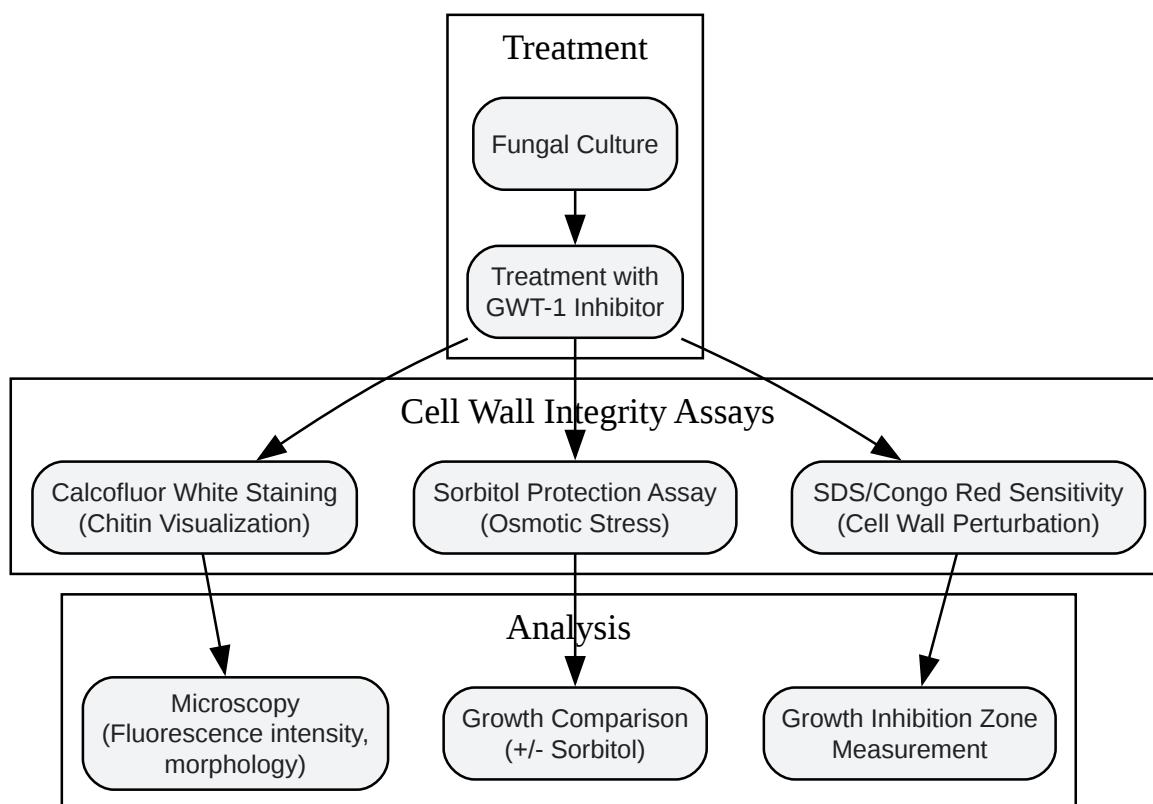 Treatment
Fungal Culture
Treatment with
GWT-1 Inhibitor
Cell Wall Integrity Assays
Calcofluor White Staining
(Chitin Visualization)
Sorbitol Protection Assay
(Osmotic Stress)
SDS/Congo Red Sensitivity
(Cell Wall Perturbation)
Analysis
Microscopy
(Fluorescence intensity,
morphology)
Growth Comparison
(+/- Sorbitol)
Growth Inhibition Zone
Measurement